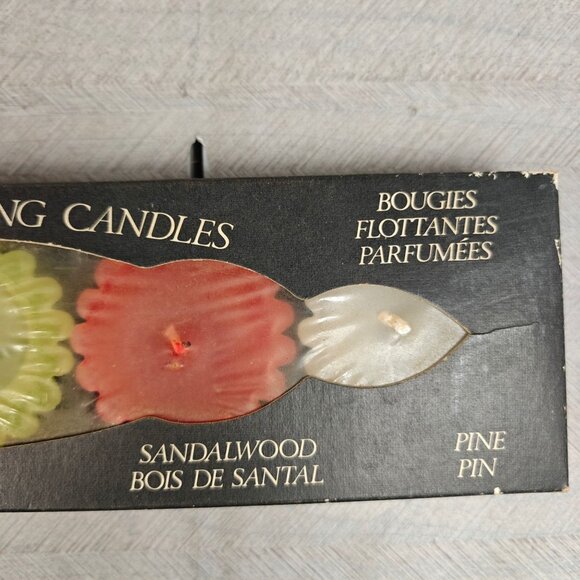 NG CANDLES
BOUGIES
FLOTTANTES
PARFUMÉES
SANDALWOOD
BOIS DE SANTAL
PINE
PIN